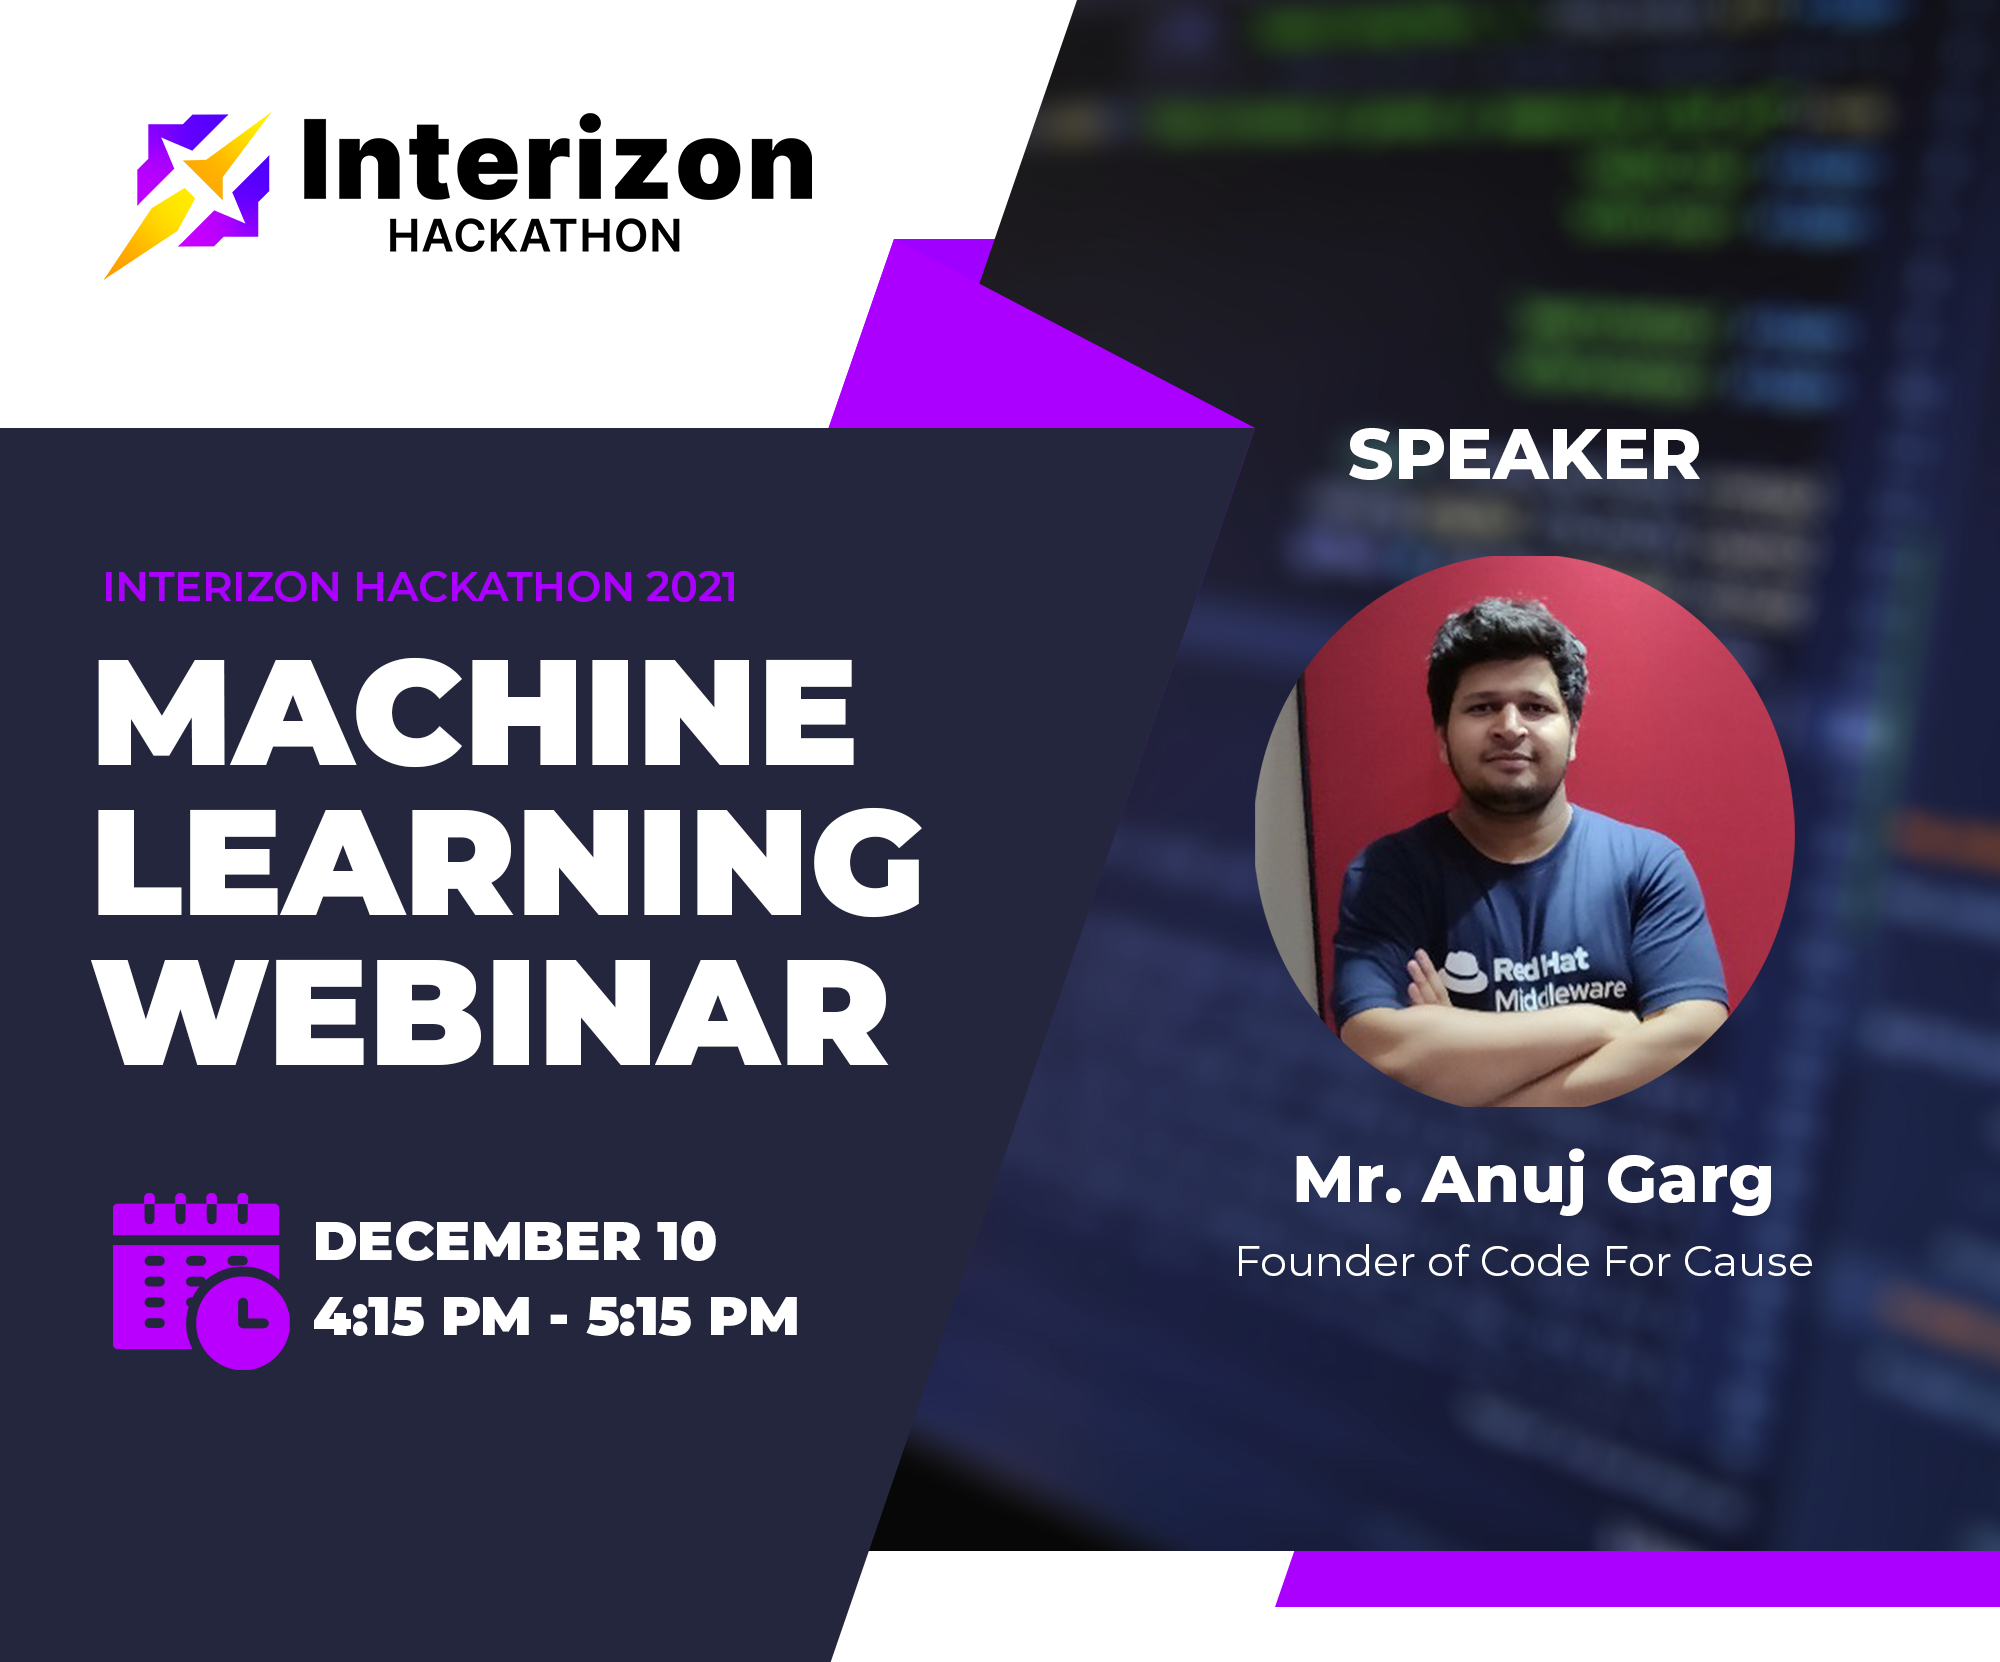 Interizon
HACKATHON
INTERIZON HACKATHON 2021
MACHINE
LEARNING
WEBINAR
DECEMBER 10
4:15 PM - 5:15 PM
SPEAKER
Red Hat
Middleware
Mr. Anuj Garg
Founder of Code For Cause